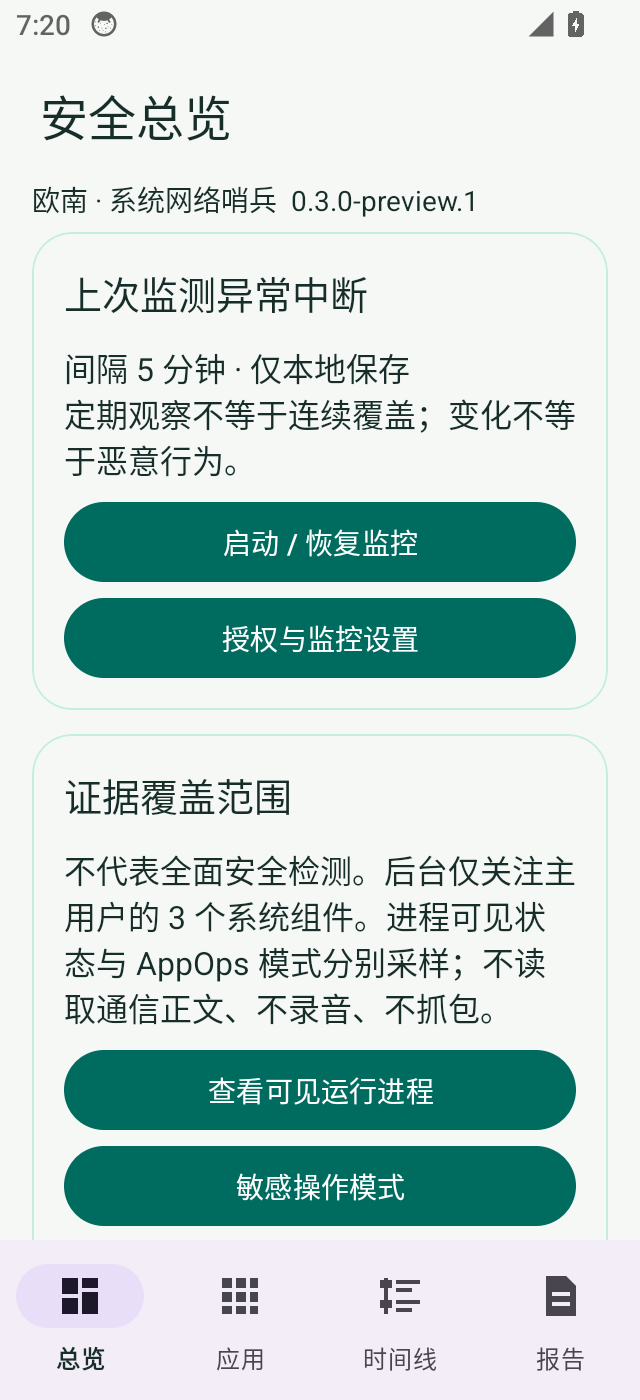 7:20
安全总览
欧南 · 系统网络哨兵 0.3.0-preview.1
上次监测异常中断
间隔 5 分钟 · 仅本地保存
定期观察不等于连续覆盖；变化不等
于恶意行为。
启动 / 恢复监控
授权与监控设置
证据覆盖范围
不代表全面安全检测。后台仅关注主
用户的 3 个系统组件。进程可见状
态与 AppOps 模式分别采样；不读
取通信正文、不录音、不抓包。
查看可见运行进程
敏感操作模式
总览
应用
时间线
报告